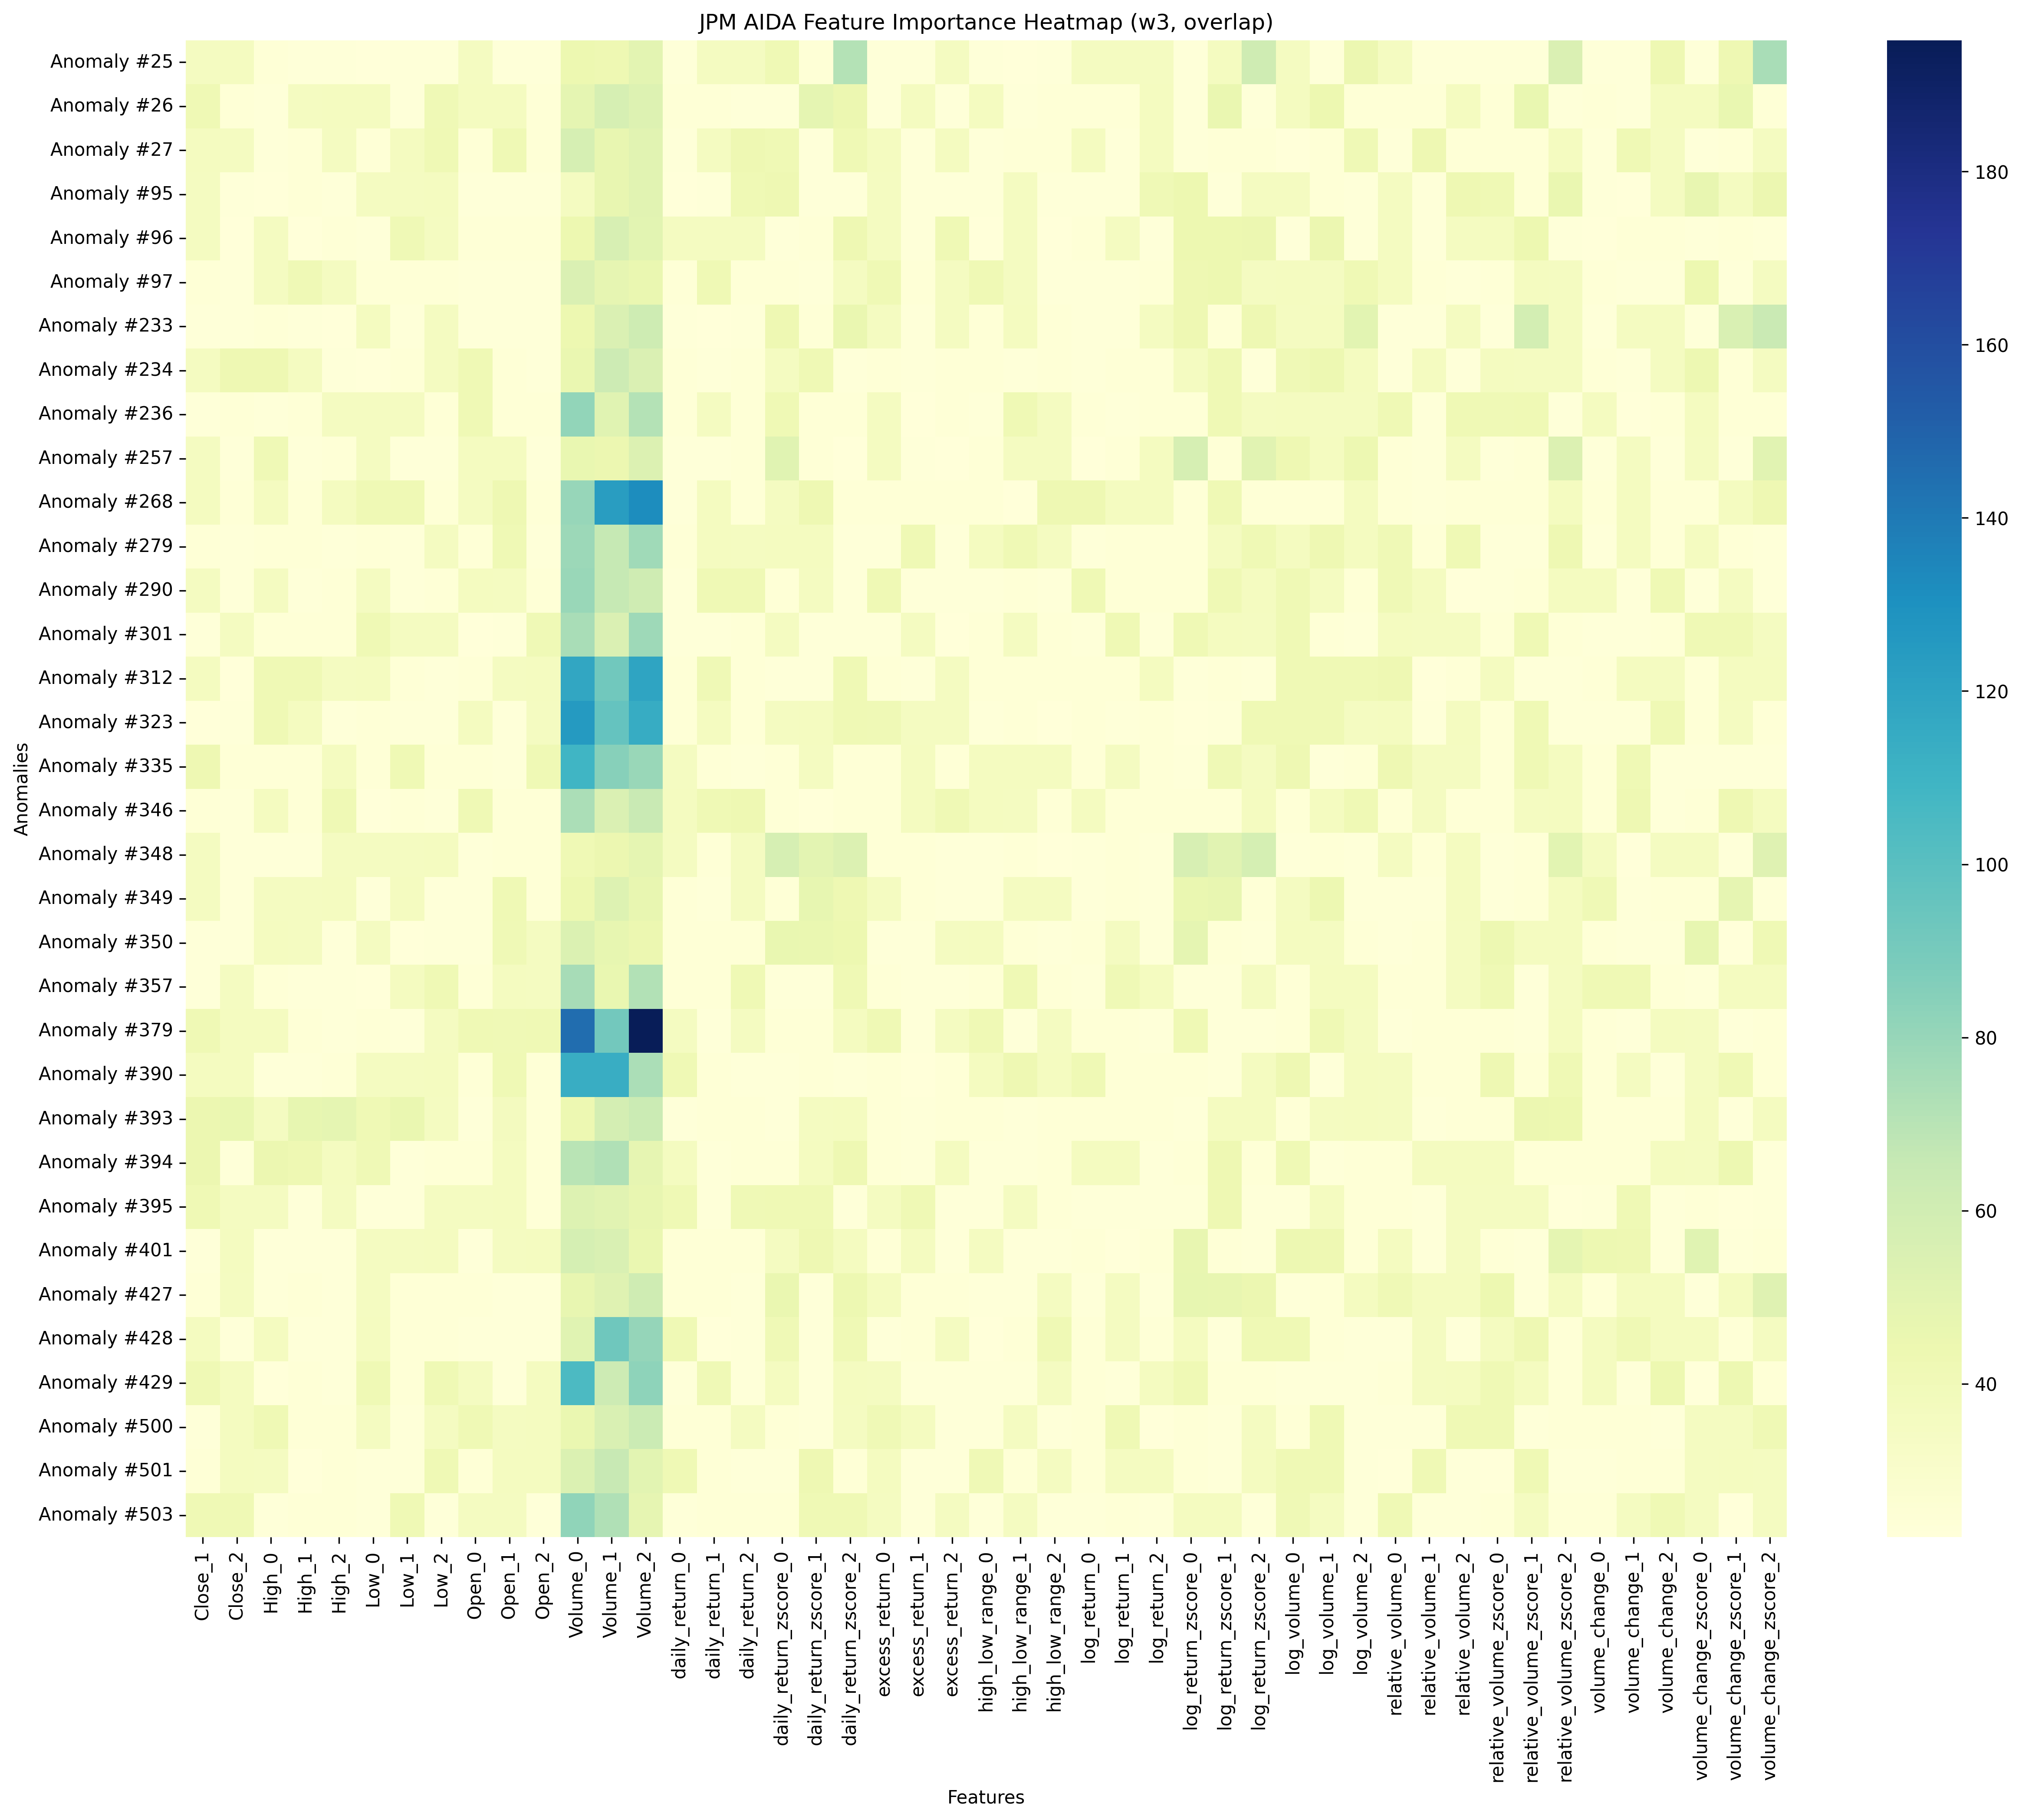 JPM AIDA Feature Importance Heatmap (w3, overlap)
Anomalies
Anomaly #25
Anomaly #26
Anomaly #27
Anomaly #95
Anomaly #96
Anomaly #97
Anomaly #233
Anomaly #234
Anomaly #236
Anomaly #257
Anomaly #268
Anomaly #279
Anomaly #290
Anomaly #301
Anomaly #312
Anomaly #323
Anomaly #335
Anomaly #346
Anomaly #348
Anomaly #349
Anomaly #350
Anomaly #357
Anomaly #379
Anomaly #390
Anomaly #393
Anomaly #394
Anomaly #395
Anomaly #401
Anomaly #427
Anomaly #428
Anomaly #429
Anomaly #500
Anomaly #501
Anomaly #503
Close_1
Close_2
High_0
High_1
High_2
Low_0
Low_1
Low_2
Open_0
Open_1
Open_2
Volume_0
Volume_1
Volume_2
daily_return_0
daily_return_1
daily_return_2
daily_return_zscore_0
daily_return_zscore_1
daily_return_zscore_2
excess_return_0
excess_return_1
excess_return_2
high_low_range_0
high_low_range_1
high_low_range_2
log_return_0
log_return_1
log_return_2
log_return_zscore_0
log_return_zscore_1
log_return_zscore_2
log_volume_0
log_volume_1
log_volume_2
relative_volume_0
relative_volume_1
relative_volume_2
relative_volume_zscore_0
relative_volume_zscore_1
relative_volume_zscore_2
volume_change_0
volume_change_1
volume_change_2
volume_change_zscore_0
volume_change_zscore_1
volume_change_zscore_2
Features
180
160
140
120
100
80
60
40